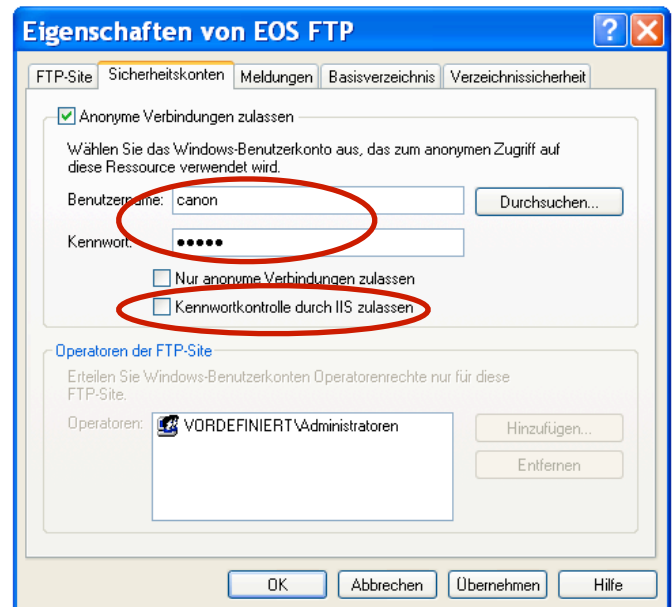 Eigenschaften von EOS FTP
FTP-Site Sicherheitskonten Meldungen Basisverzeichnis Verzeichnissicherheit
Anonyme Verbindungen zulassen
Wählen Sie das Windows-Benutzerkonto aus, das zum anonymen Zugriff auf
diese Ressource verwendet wird.
Benutzername: canon Durchsuchen...
Kennwort: •••••
Nur anonyme Verbindungen zulassen
Kennwortkontrolle durch IIS zulassen
Operatoren der FTP-Site
Erteilen Sie Windows-Benutzerkonten Operatorenrechte nur für diese
FTP-Site.
Operatoren: VORDEFINIERT\Administratoren Hinzufügen...
Entfernen
OK Abbrechen Übernehmen Hilfe